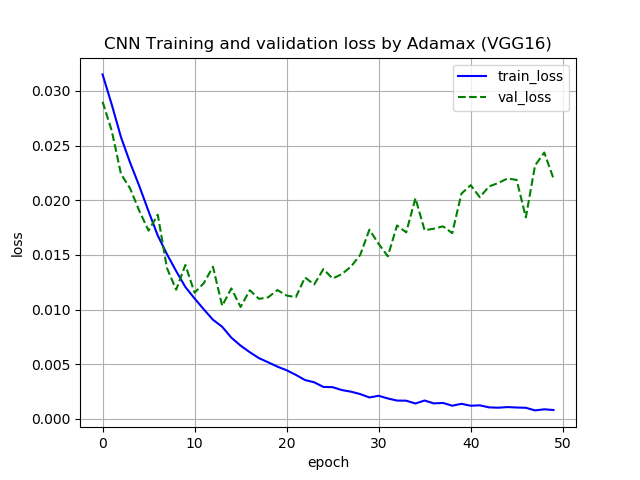 CNN Training and validation loss by Adamax (VGG16)
train_loss
val_loss
loss
0.030
0.025
0.020
0.015
0.010
0.005
0.000
0 10 20 30 40 50
epoch